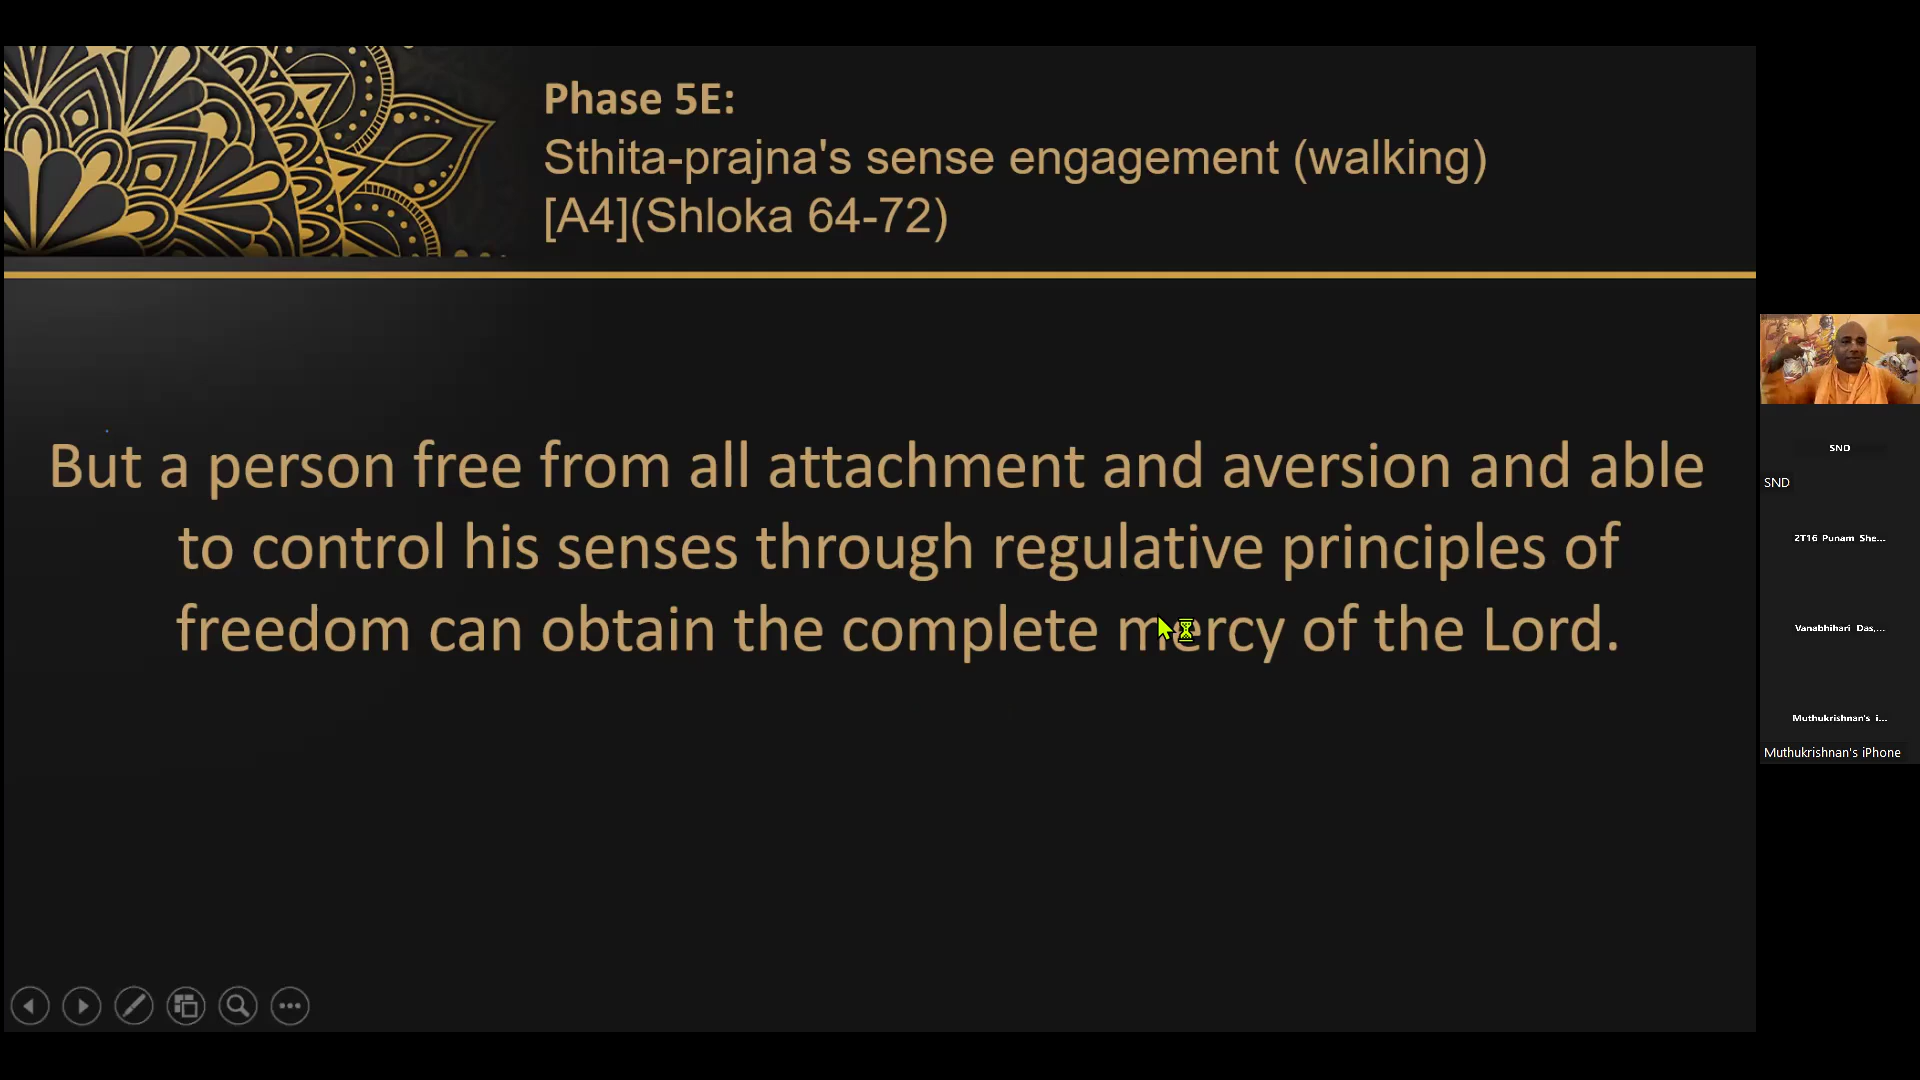 Phase 5E:
Sthita-prajna's sense engagement (walking)
[A4](Shloka 64-72)
But a person free from all attachment and aversion and able
to control his senses through regulative principles of
freedom can obtain the complete mercy of the Lord.
SND
SND
2T16 Punam She...
Vanabhihari Das,...
Muthukrishnan's i...
Muthukrishnan's iPhone